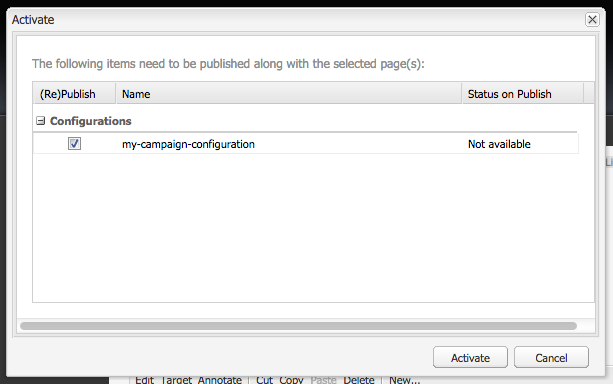 Activate
The following items need to be published along with the selected page(s):
(Re)Publish Name Status on Publish
Configurations
my-campaign-configuration Not available
Activate Cancel
Edit Target Annotate Cut Copy Paste Delete New...